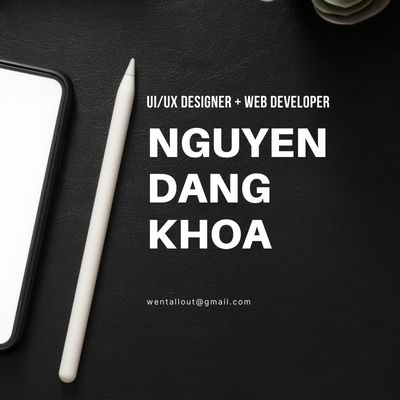 UI/UX DESIGNER + WEB DEVELOPER
NGUYEN
DANG
KHOA
wentallout@gmail.com